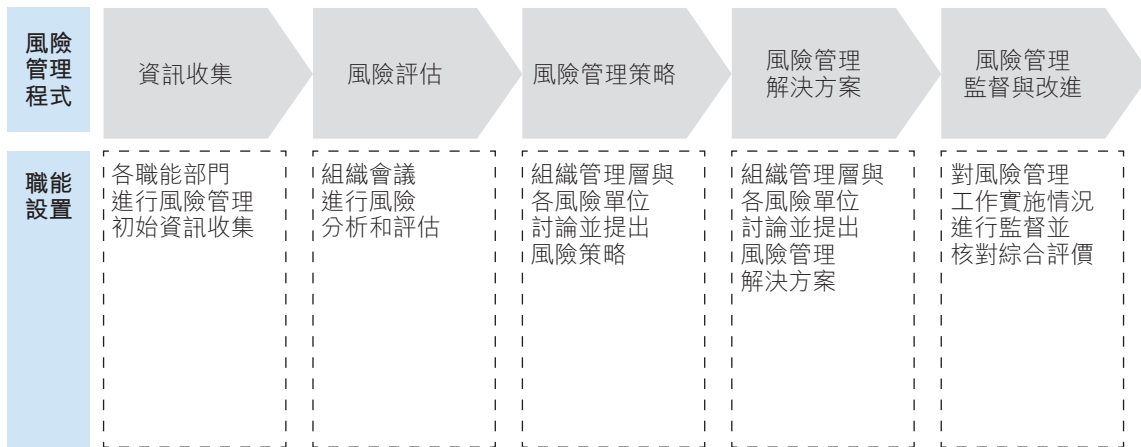 風險
管理
程式
資訊收集
風險評估
風險管理策略
風險管理
解決方案
風險管理
監督與改進
職能
設置
各職能部門
進行風險管理
初始資訊收集
組織會議
進行風險
分析和評估
組織管理層與
各風險單位
討論並提出
風險策略
組織管理層與
各風險單位
討論並提出
風險管理
解決方案
對風險管理
工作實施情況
進行監督並
核對綜合評價